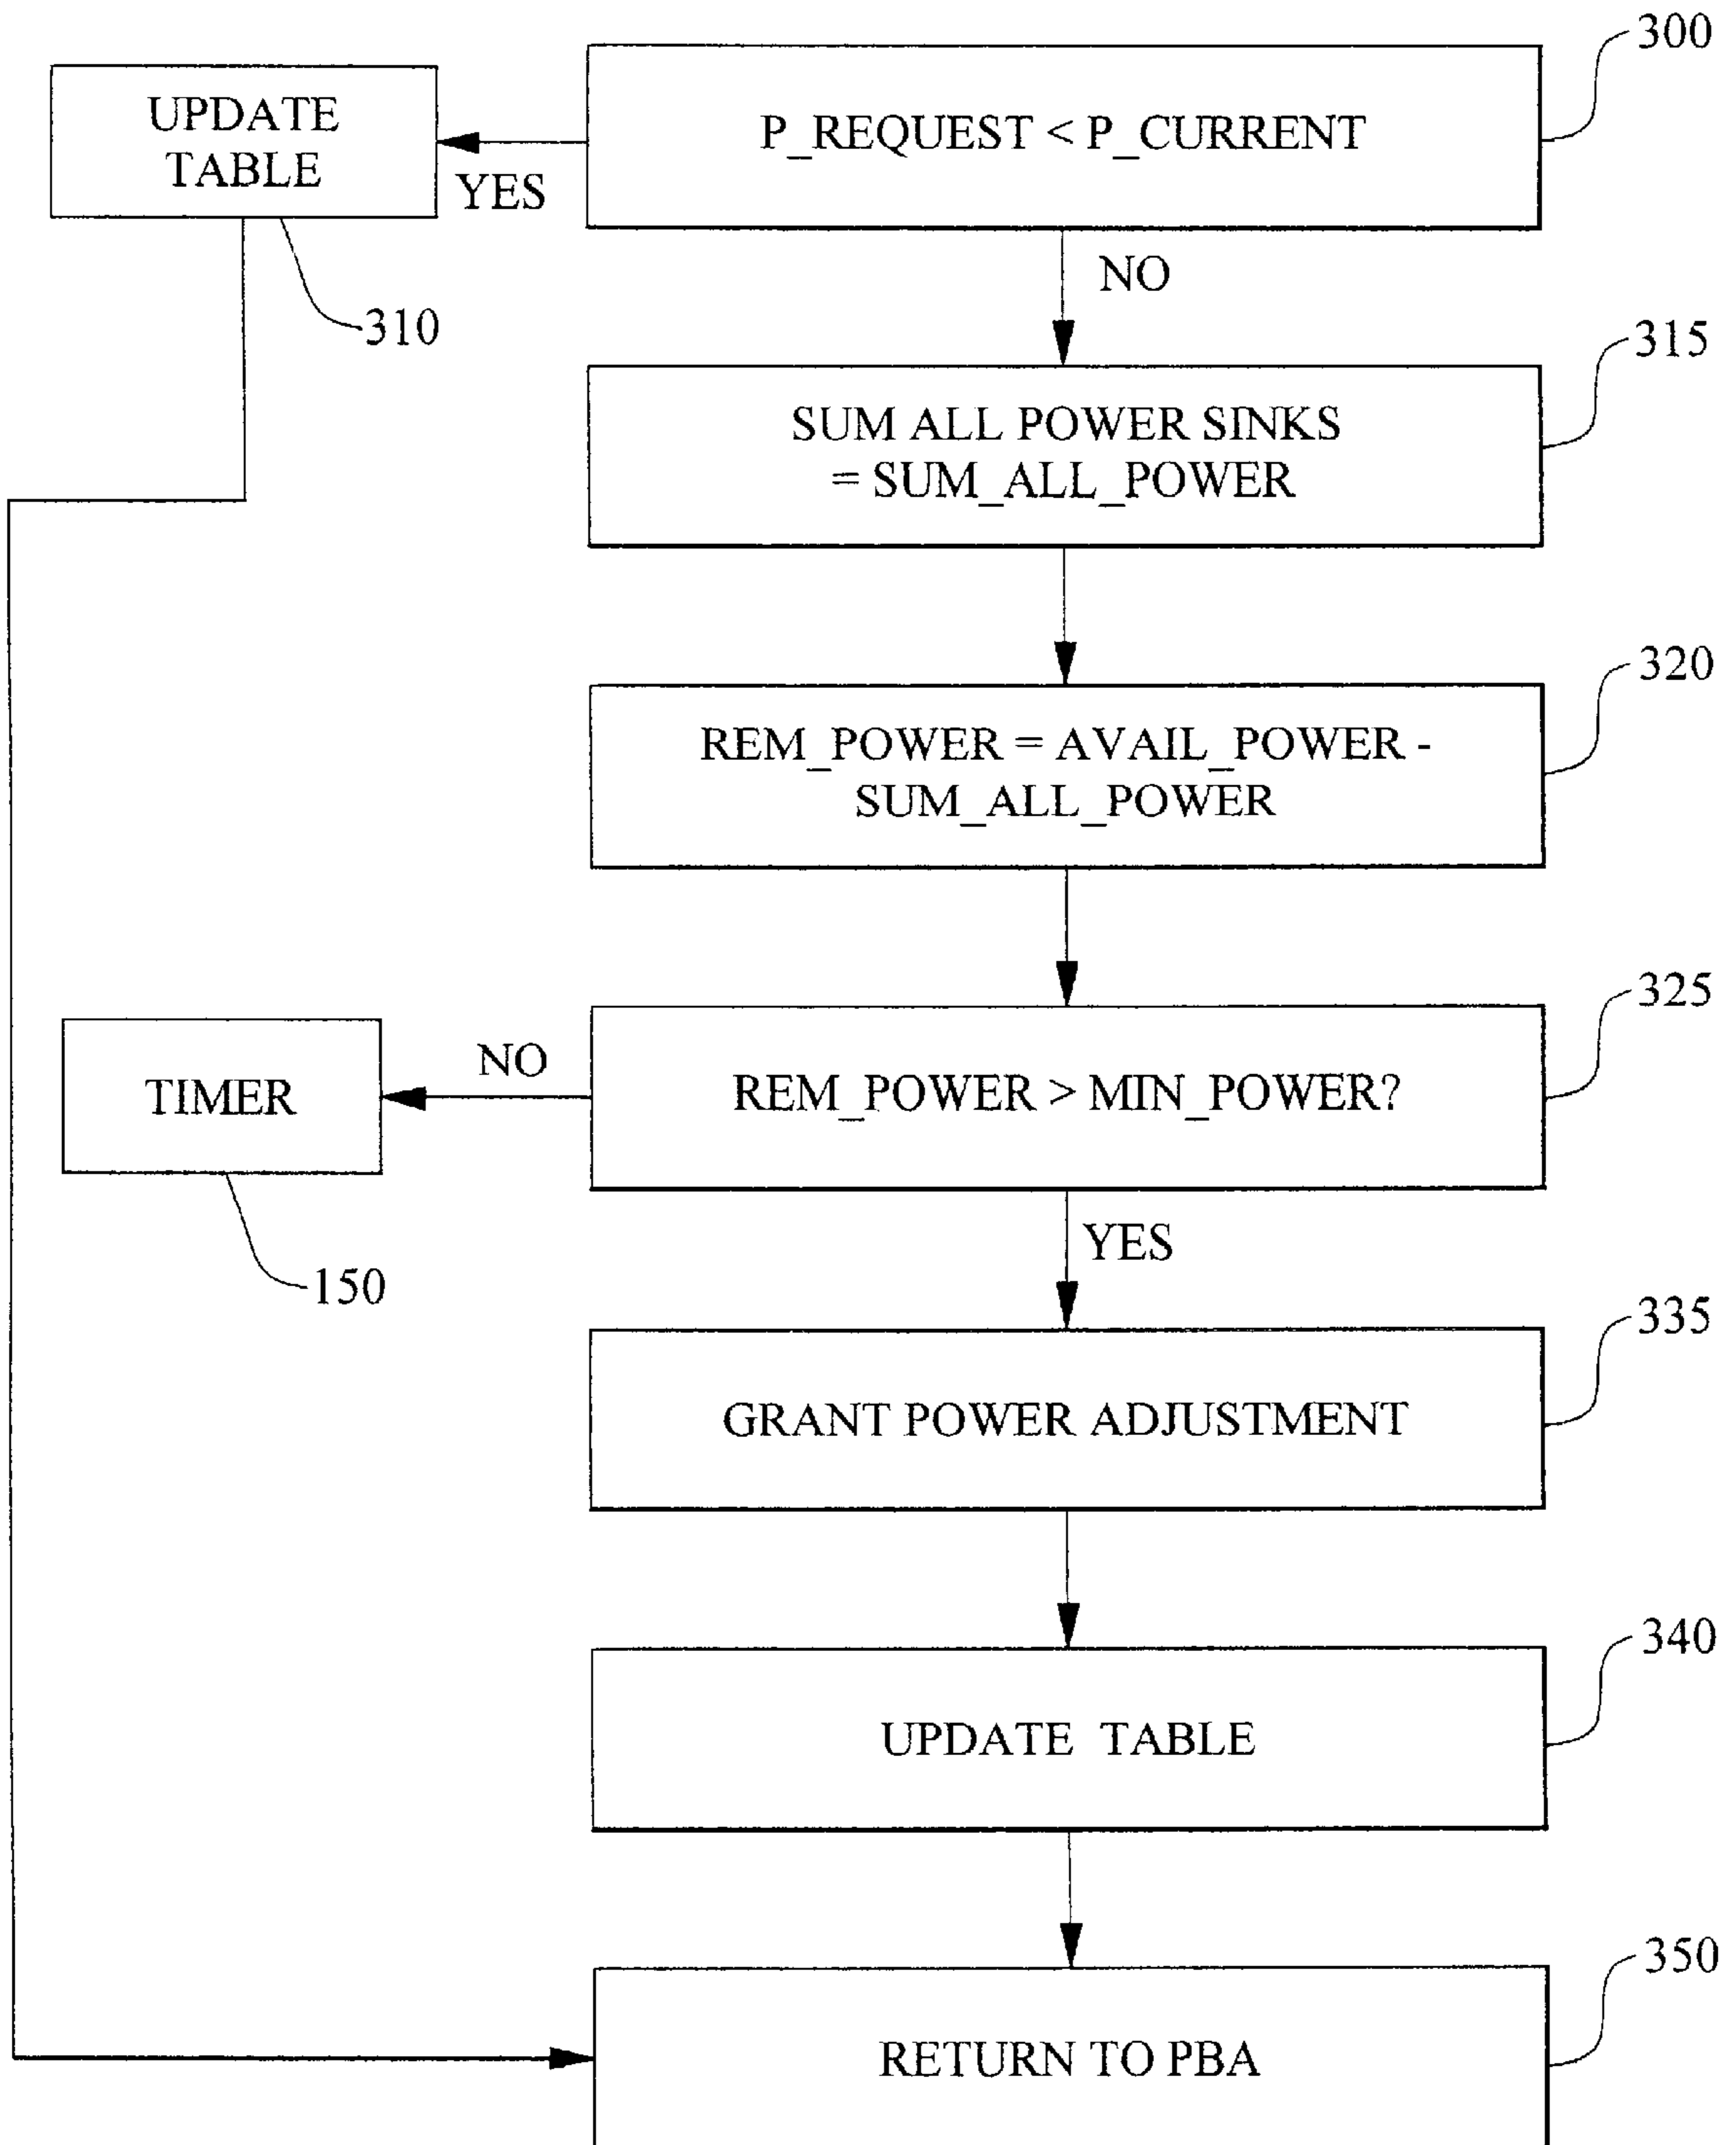 300
UPDATE
TABLE
P_REQUEST < P_CURRENT
YES
NO
310
315
SUM ALL POWER SINKS
= SUM_ALL_POWER
320
REM_POWER = AVAIL_POWER -
SUM_ALL_POWER
325
TIMER
NO
REM_POWER > MIN_POWER?
150
YES
335
GRANT POWER ADJUSTMENT
340
UPDATE TABLE
350
RETURN TO PBA